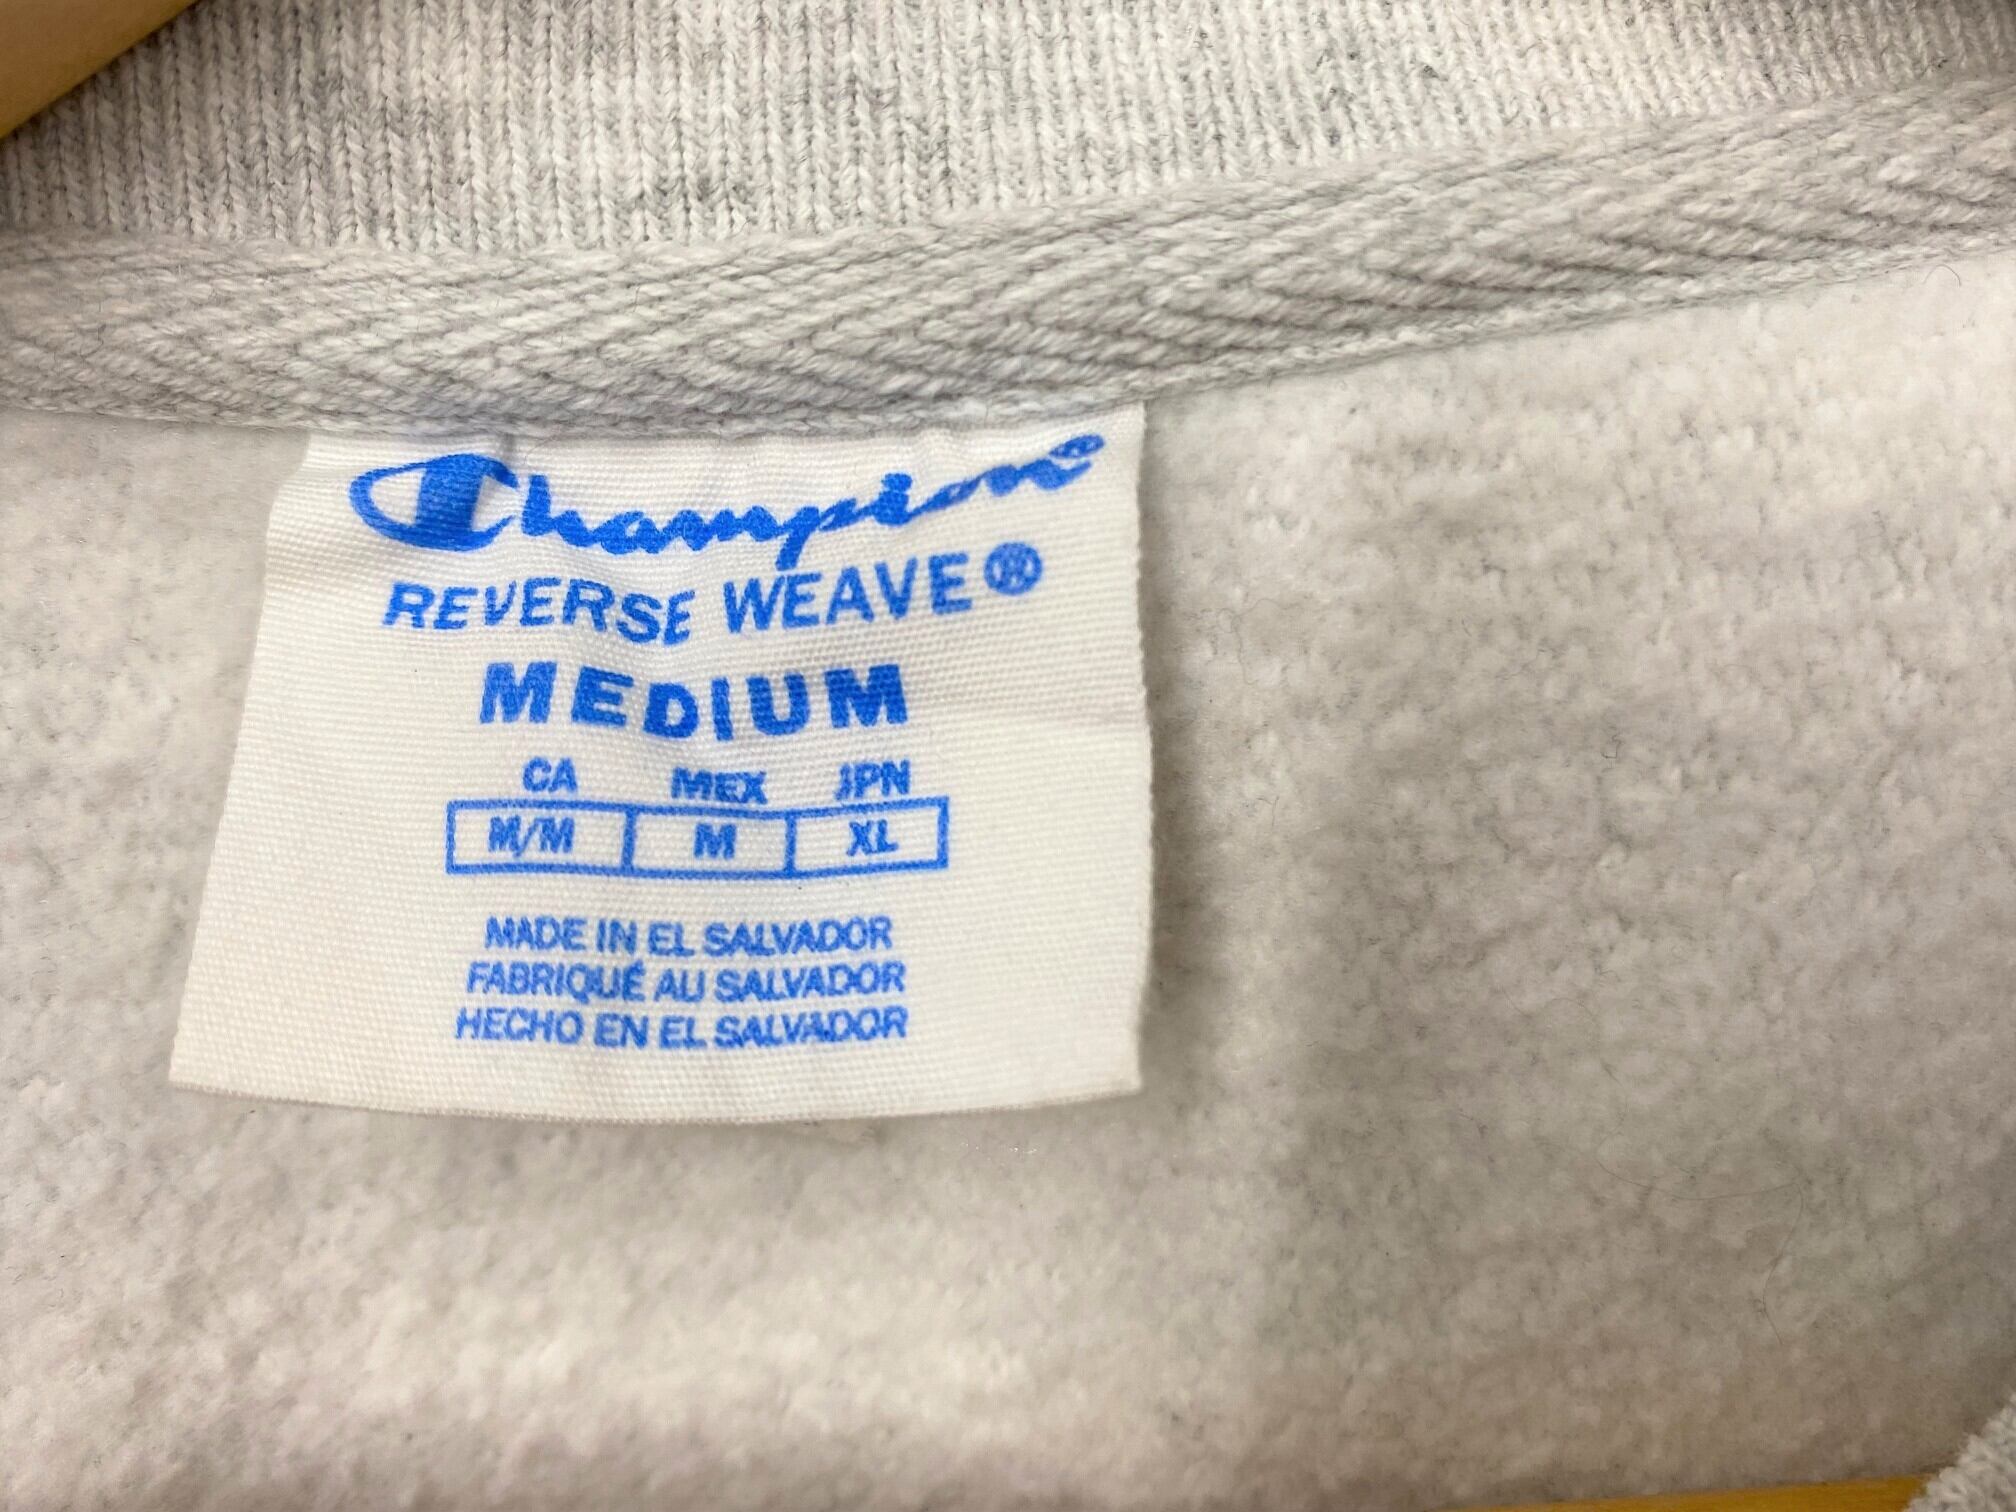 Champion®
REVERSE WEAVE®
MEDIUM
CA MEX JPN
M/M M XL
MADE IN EL SALVADOR
FABRIQUÉ AU SALVADOR
HECHO EN EL SALVADOR